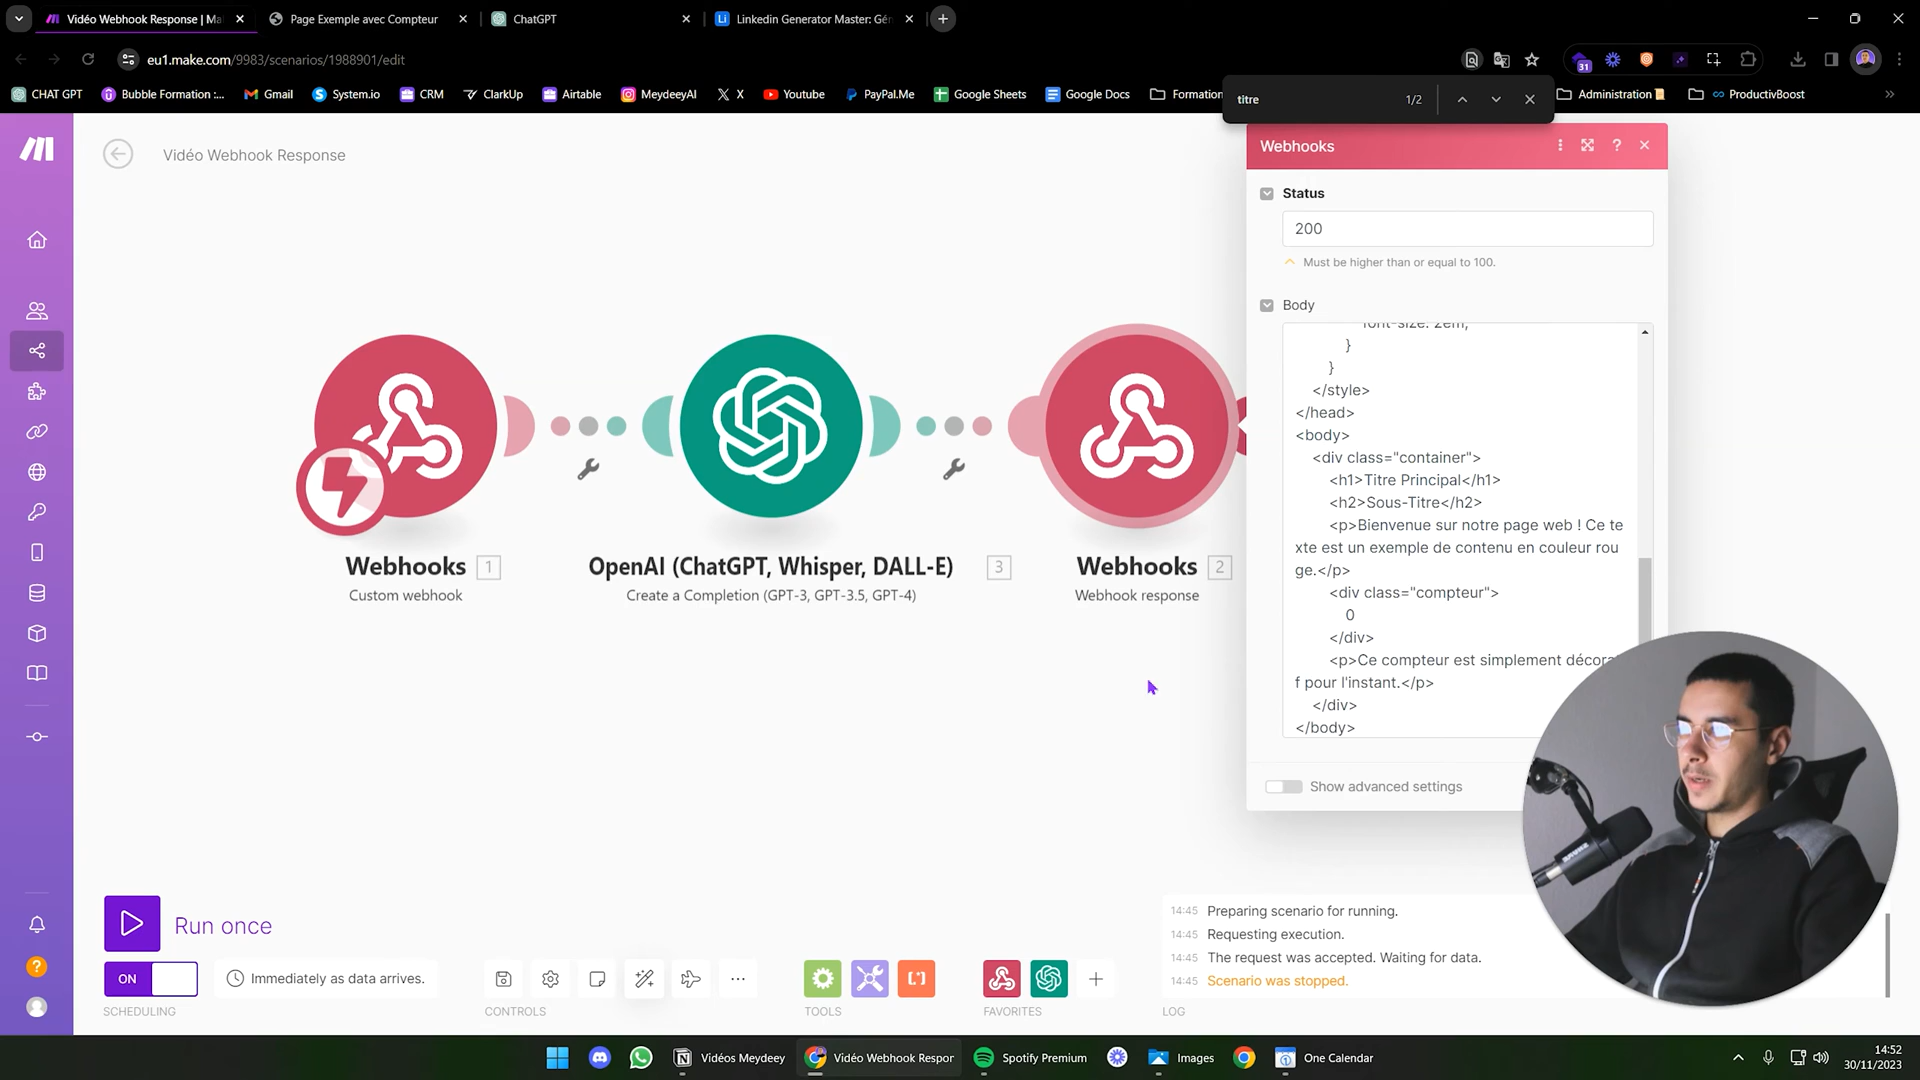 Vidéo Webhook Response | Ma
Page Exemple avec Compteur
ChatGPT
Linkedin Generator Master: Gén
eu1.make.com/9983/scenarios/1988901/edit
31
CHAT GPT
Bubble Formation :...
Gmail
System.io
CRM
ClarkUp
Airtable
MeydeeyAI
X
Youtube
PayPal.Me
Google Sheets
Google Docs
Formation
Administration
ProductivBoost
titre
1/2
Vidéo Webhook Response
Webhooks
Status
200
Must be higher than or equal to 100.
Body
font-size: 2em;
}
}
</style>
</head>
<body>
<div class="container">
<h1>Titre Principal</h1>
<h2>Sous-Titre</h2>
<p>Bienvenue sur notre page web ! Ce te
xte est un exemple de contenu en couleur rou
ge.</p>
<div class="compteur">
0
</div>
<p>Ce compteur est simplement décorat
f pour l'instant.</p>
</div>
</body>
Show advanced settings
Webhooks
1
Custom webhook
OpenAI (ChatGPT, Whisper, DALL-E)
3
Create a Completion (GPT-3, GPT-3.5, GPT-4)
Webhooks
2
Webhook response
Run once
ON
Immediately as data arrives.
SCHEDULING
CONTROLS
TOOLS
FAVORITES
LOG
14:45 Preparing scenario for running.
14:45 Requesting execution.
14:45 The request was accepted. Waiting for data.
14:45 Scenario was stopped.
Vidéos Meydeey
Vidéo Webhook Respor
Spotify Premium
Images
One Calendar
14:52
30/11/2023